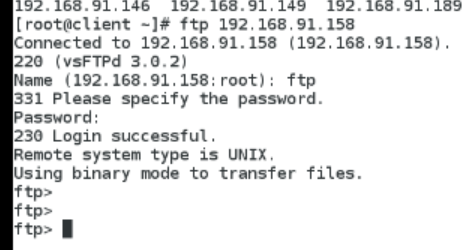 192.168.91.146  192.168.91.149  192.168.91.189
[root@client ~]# ftp 192.168.91.158
Connected to 192.168.91.158 (192.168.91.158).
220 (vsFTPd 3.0.2)
Name (192.168.91.158:root): ftp
331 Please specify the password.
Password:
230 Login successful.
Remote system type is UNIX.
Using binary mode to transfer files.
ftp>
ftp>
ftp>